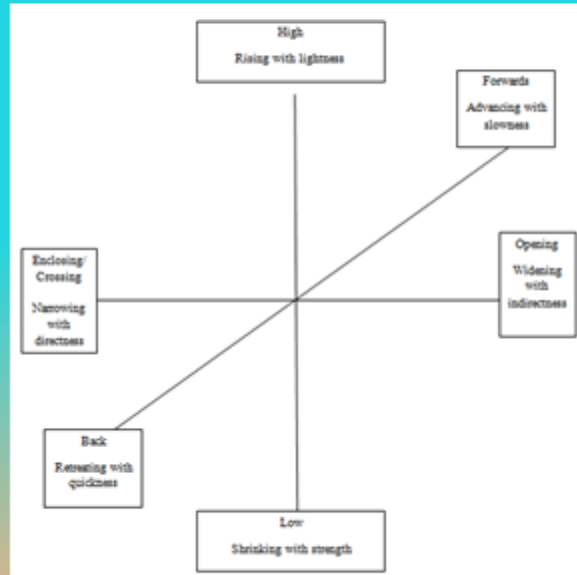 High
Rising with lightness
Forwards
Advancing with
slowness
Enclosing/
Crossing
Narrowing
with
directness
Opening
Widening
with
indirectness
Back
Retreating with
quickness
Low
Shrinking with strength